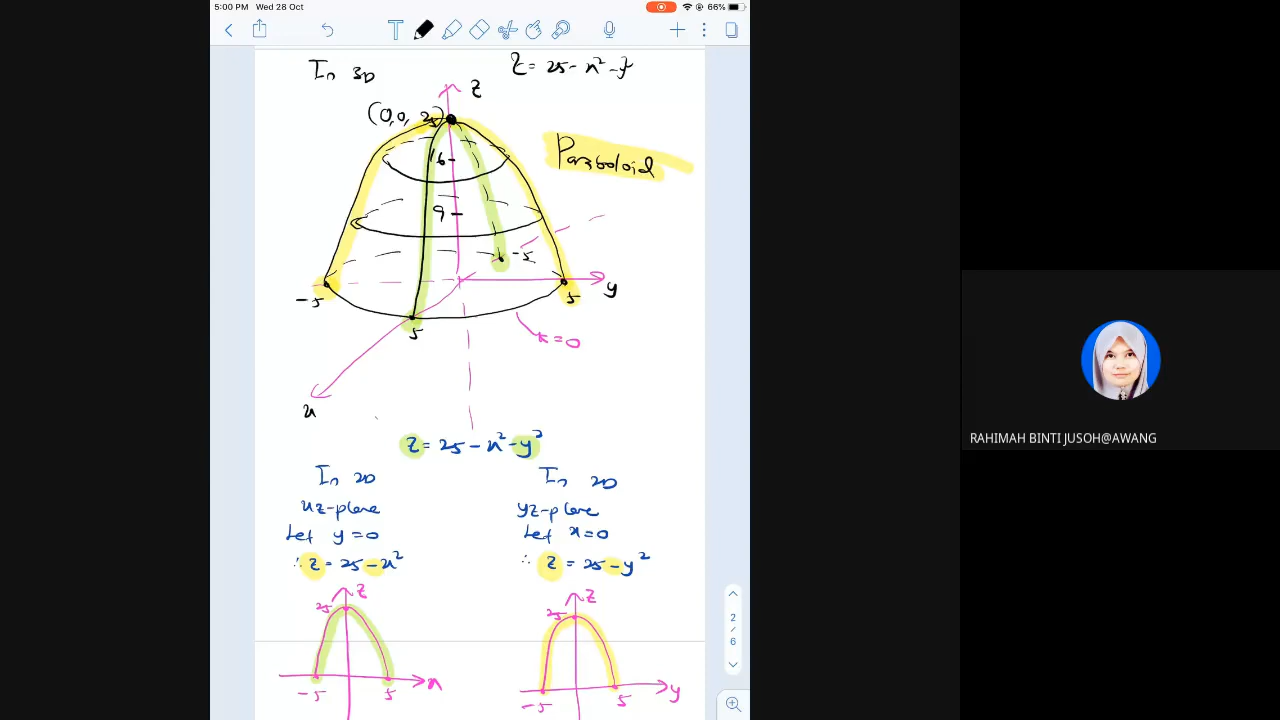 5:00 PM Wed 28 Oct
66%
T
In 3D
z = 25 - x² - y²
z
(0, 0, 25)
Paraboloid
16
9
-5
y
-5
5
5
k = 0
x
z = 25 - x² - y²
In 2D
In 2D
xz-plane
yz-plane
Let y = 0
Let x = 0
∴ z = 25 - x²
∴ z = 25 - y²
z
z
25
25
x
y
-5
5
-5
5
2
/
6
RAHIMAH BINTI JUSOH@AWANG